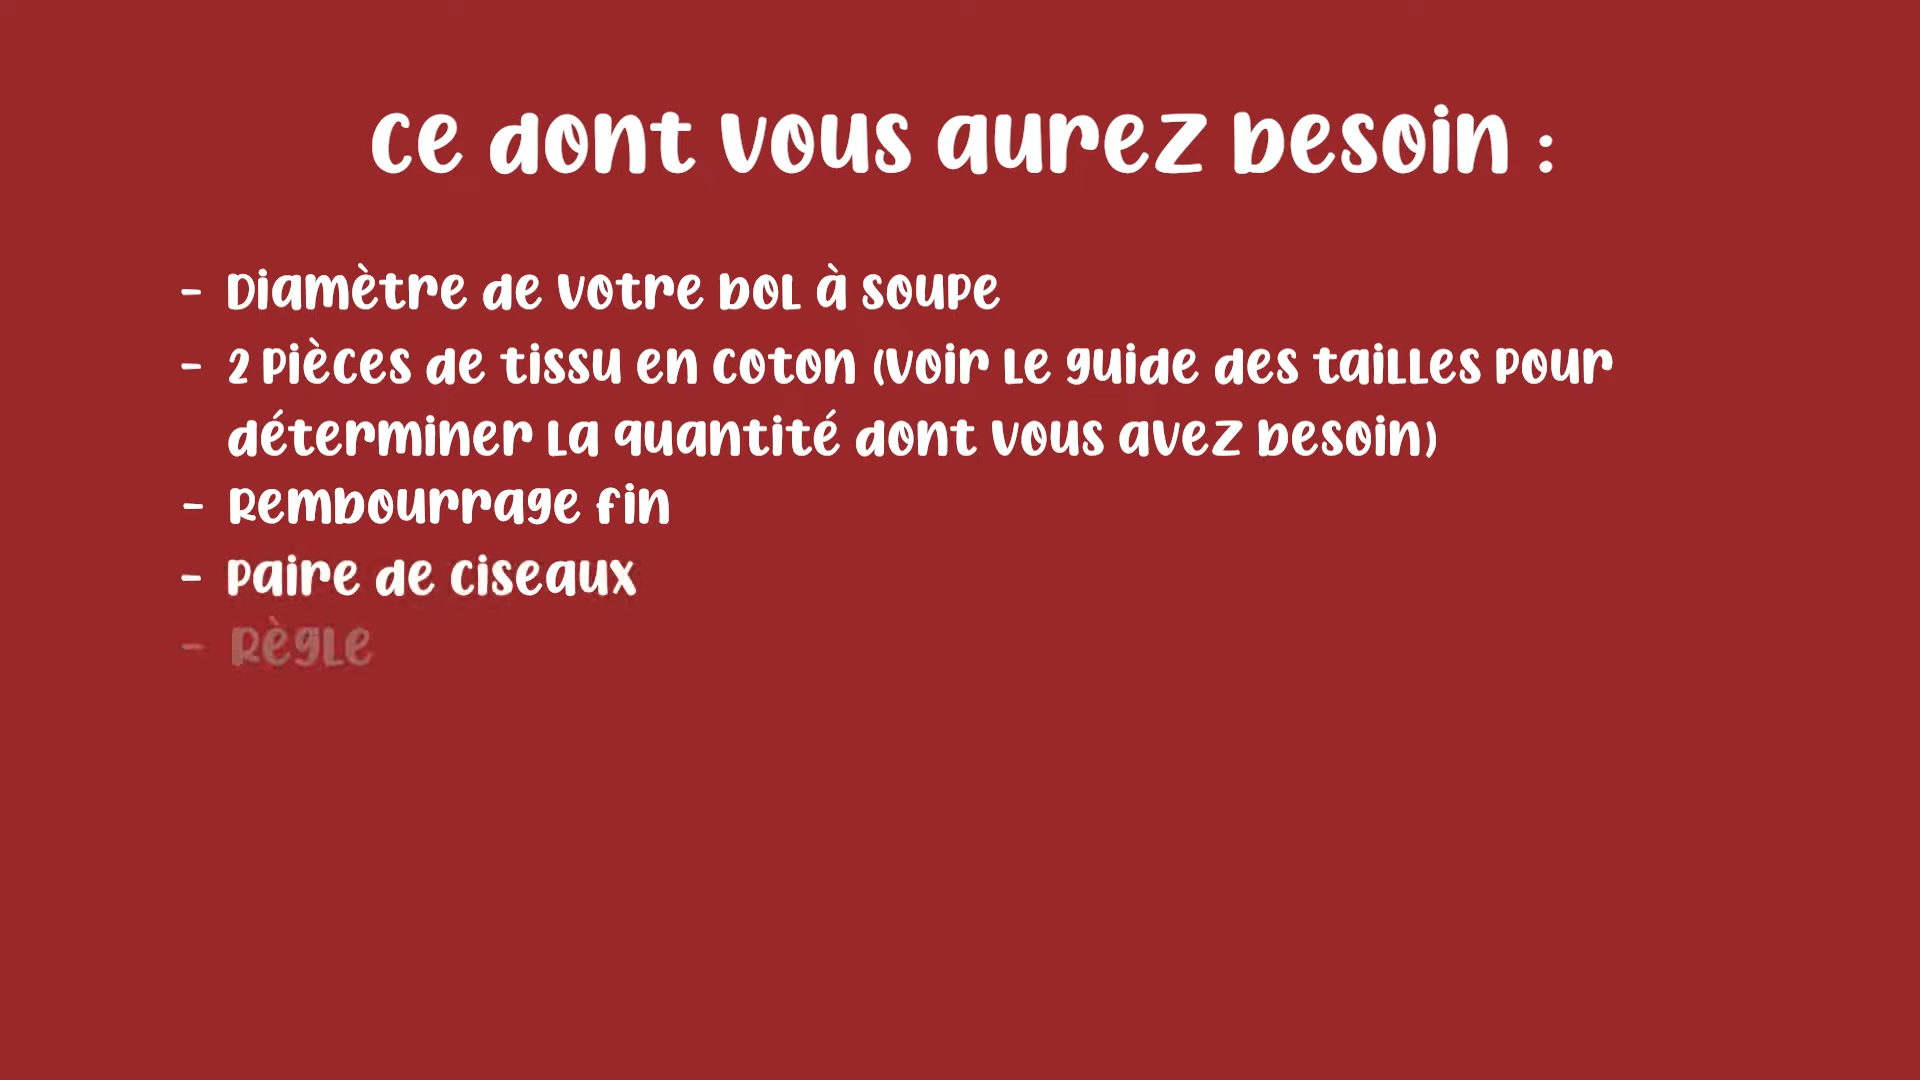 ce dont vous aurez besoin :
- Diamètre de votre bol à soupe
- 2 pièces de tissu en coton (voir le guide des tailles pour
déterminer la quantité dont vous avez besoin)
- Rembourrage fin
- Paire de ciseaux
- Règle